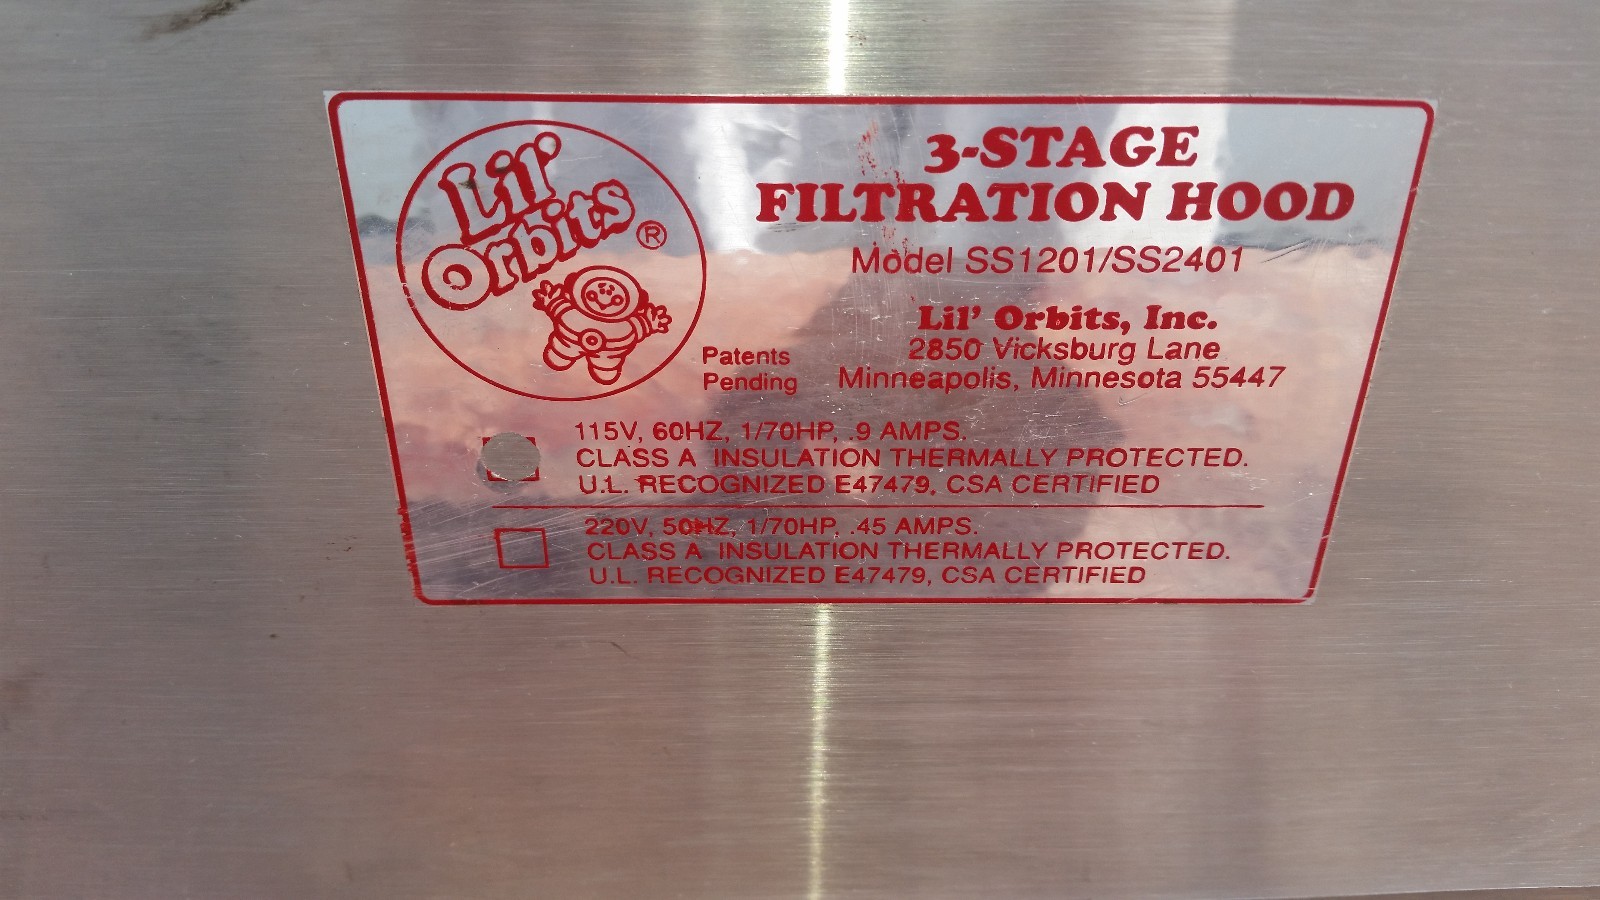 Lil'
Orbits®
3-STAGE
FILTRATION HOOD
Model SS1201/SS2401
Lil' Orbits, Inc.
2850 Vicksburg Lane
Minneapolis, Minnesota 55447
Patents
Pending
115V, 60HZ, 1/70HP, .9 AMPS.
CLASS A INSULATION THERMALLY PROTECTED.
U.L. RECOGNIZED E47479, CSA CERTIFIED
220V, 50HZ, 1/70HP, .45 AMPS.
CLASS A INSULATION THERMALLY PROTECTED.
U.L. RECOGNIZED E47479, CSA CERTIFIED